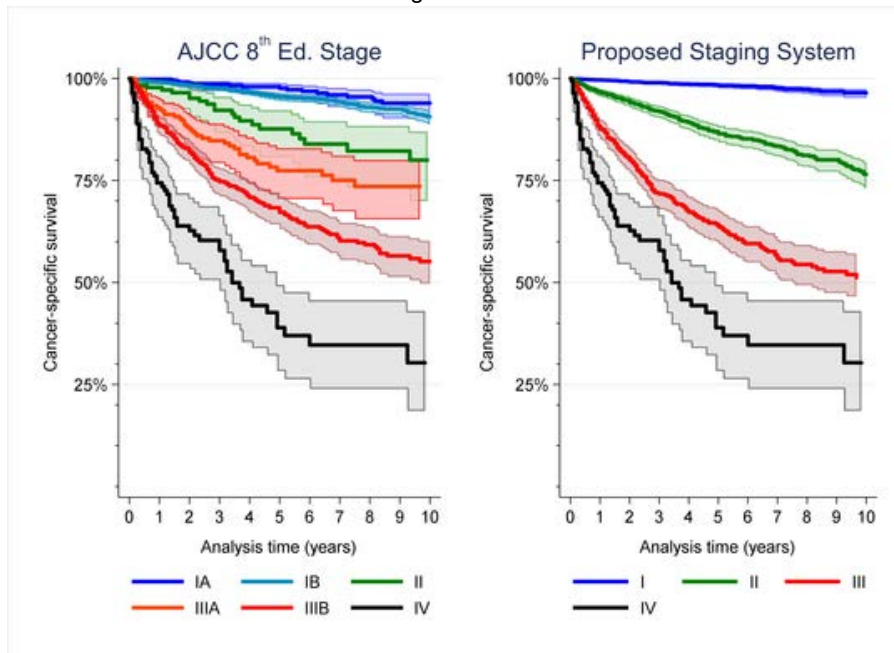 AJCC 8th Ed. Stage
100%
75%
50%
25%
Cancer-specific survival
0 1 2 3 4 5 6 7 8 9 10
Analysis time (years)
IA IB II
IIIA IIIB IV
Proposed Staging System
100%
75%
50%
25%
Cancer-specific survival
0 1 2 3 4 5 6 7 8 9 10
Analysis time (years)
I II III
IV